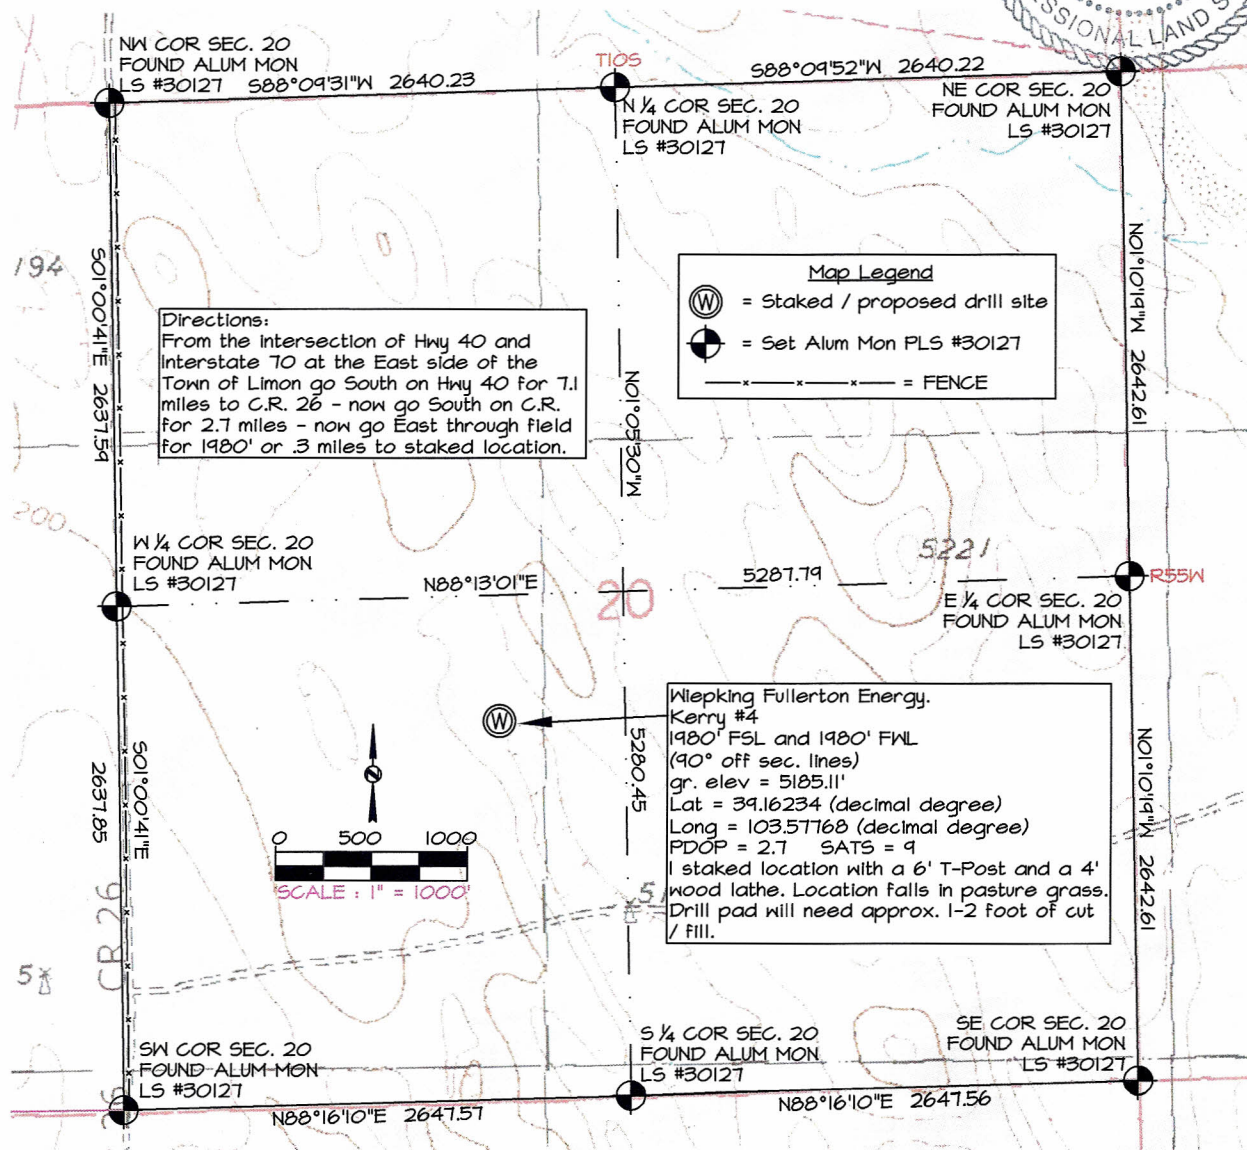 SSIONAL LAND S
NW COR SEC. 20
FOUND ALUM MON
LS #30127
S88°09'31"W 2640.23
T10S
S88°09'52"W 2640.22
N 1/4 COR SEC. 20
FOUND ALUM MON
LS #30127
NE COR SEC. 20
FOUND ALUM MON
LS #30127
194
S01°00'41"E 2637.59
N01°10'19"W 2642.61
Map Legend
W = Staked / proposed drill site
= Set Alum Mon PLS #30127
= FENCE
Directions:
From the intersection of Hwy 40 and
Interstate 70 at the East side of the
Town of Limon go South on Hwy 40 for 7.1
miles to C.R. 26 - now go South on C.R.
for 2.7 miles - now go East through field
for 1980' or .3 miles to staked location.
N01°05'30"W
200
W 1/4 COR SEC. 20
FOUND ALUM MON
LS #30127
N88°13'01"E
20
5287.79
5221
R55W
E 1/4 COR SEC. 20
FOUND ALUM MON
LS #30127
W
Wiepking Fullerton Energy.
Kerry #4
1980' FSL and 1980' FWL
(90° off sec. lines)
gr. elev = 5185.11'
Lat = 39.16234 (decimal degree)
Long = 103.57768 (decimal degree)
PDOP = 2.7 SATS = 9
I staked location with a 6' T-Post and a 4'
wood lathe. Location falls in pasture grass.
Drill pad will need approx. 1-2 foot of cut
/ fill.
5280.45
2637.85
S01°00'41"E
N01°10'19"W 2642.61
N
0 500 1000
SCALE : 1" = 1000'
51
CR 26
5
26
SW COR SEC. 20
FOUND ALUM MON
LS #30127
S 1/4 COR SEC. 20
FOUND ALUM MON
LS #30127
SE COR SEC. 20
FOUND ALUM MON
LS #30127
N88°16'10"E 2647.57
N88°16'10"E 2647.56